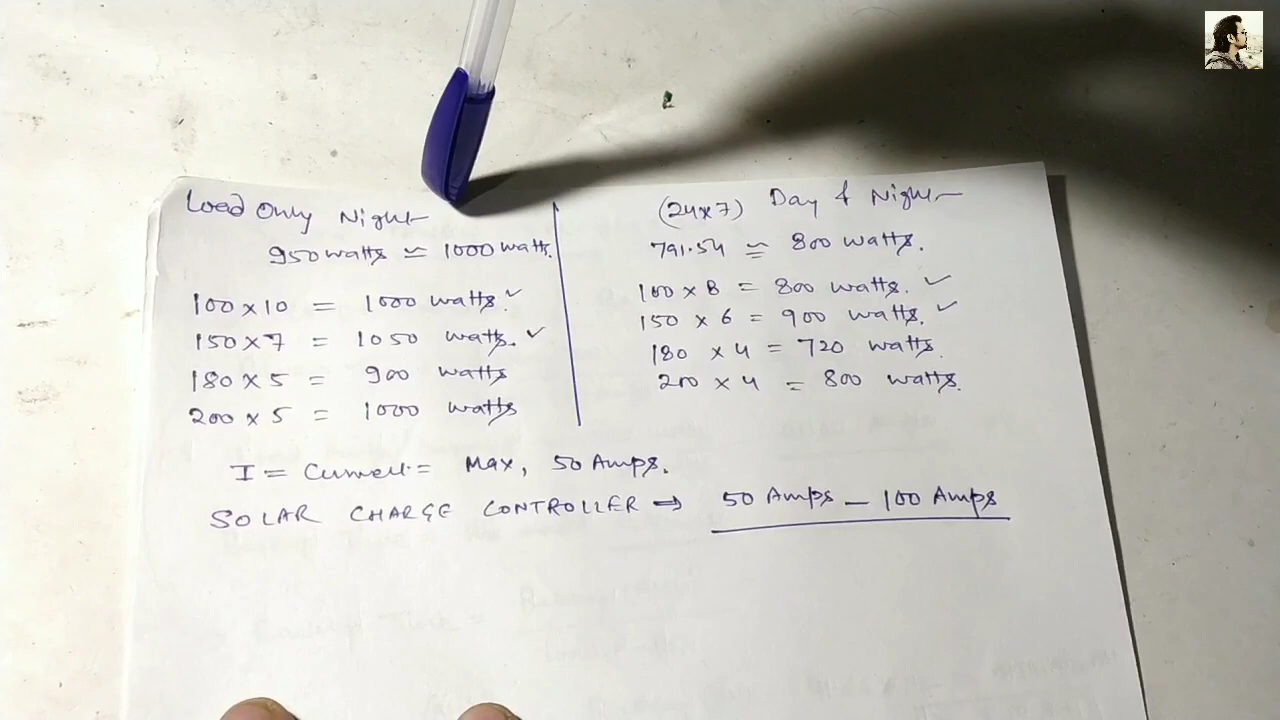 Load Only Night
950 watts ≃ 1000 watts.
100 x 10 = 1000 watts. ✓
150 x 7 = 1050 watts. ✓
180 x 5 = 900 watts
200 x 5 = 1000 watts
(24x7) Day & Night
791.54 ≅ 800 watts.
100 x 8 = 800 watts. ✓
150 x 6 = 900 watts. ✓
180 x 4 = 720 watts.
200 x 4 = 800 watts.
I = Current = Max, 50 Amps.
SOLAR CHARGE CONTROLLER ⇒ 50 Amps – 100 Amps